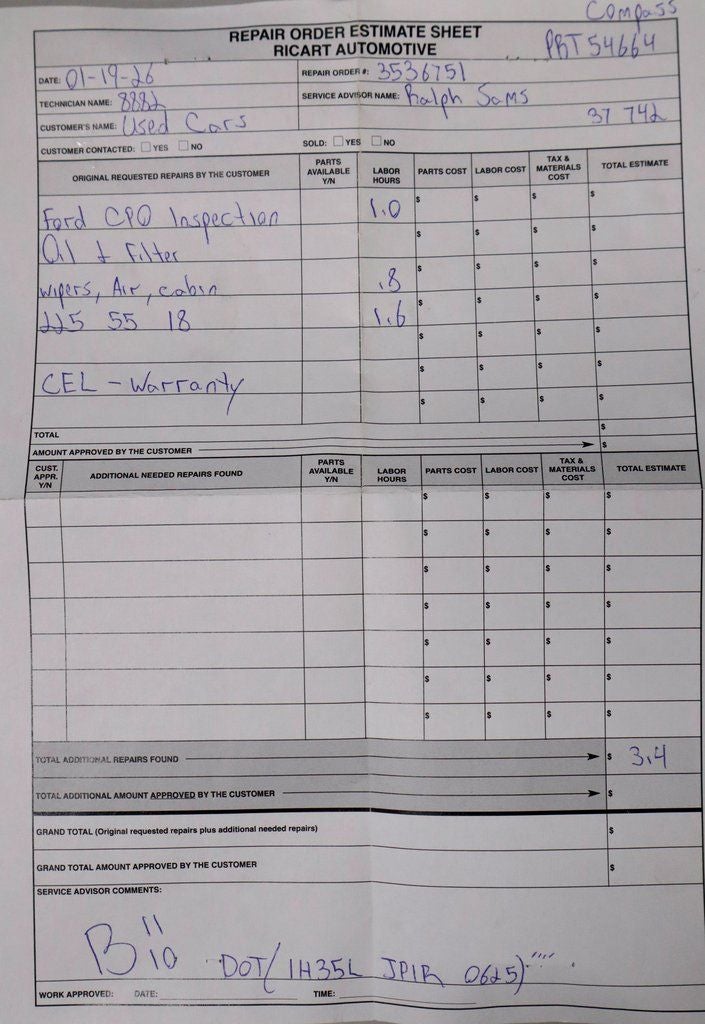 Compass
REPAIR ORDER ESTIMATE SHEET
RICART AUTOMOTIVE
PBT 54664
DATE: 01-19-26
REPAIR ORDER #: 3536751
TECHNICIAN NAME: 8882
SERVICE ADVISOR NAME: Ralph Sams
CUSTOMER'S NAME: Used Cars
37 742
CUSTOMER CONTACTED: ☐ YES ☐ NO SOLD: ☐ YES ☐ NO
ORIGINAL REQUESTED REPAIRS BY THE CUSTOMER PARTS AVAILABLE Y/N LABOR HOURS PARTS COST LABOR COST TAX & MATERIALS COST TOTAL ESTIMATE
Ford CPO Inspection 1.0 $ $ $ $
Oil & Filter $ $ $ $
wipers, Air, cabin .8 $ $ $ $
225 55 18 1.6 $ $ $ $
$ $ $ $
CEL - Warranty $ $ $ $
$ $ $ $
TOTAL $
AMOUNT APPROVED BY THE CUSTOMER $
CUST. APPR. Y/N ADDITIONAL NEEDED REPAIRS FOUND PARTS AVAILABLE Y/N LABOR HOURS PARTS COST LABOR COST TAX & MATERIALS COST TOTAL ESTIMATE
$ $ $ $
$ $ $ $
$ $ $ $
$ $ $ $
$ $ $ $
$ $ $ $
$ $ $ $
TOTAL ADDITIONAL REPAIRS FOUND $ 3.4
TOTAL ADDITIONAL AMOUNT APPROVED BY THE CUSTOMER $
GRAND TOTAL (Original requested repairs plus additional needed repairs) $
GRAND TOTAL AMOUNT APPROVED BY THE CUSTOMER $
SERVICE ADVISOR COMMENTS:
B 11
10 DOT( 1H35L JP1R 0625) """
WORK APPROVED: DATE: TIME: